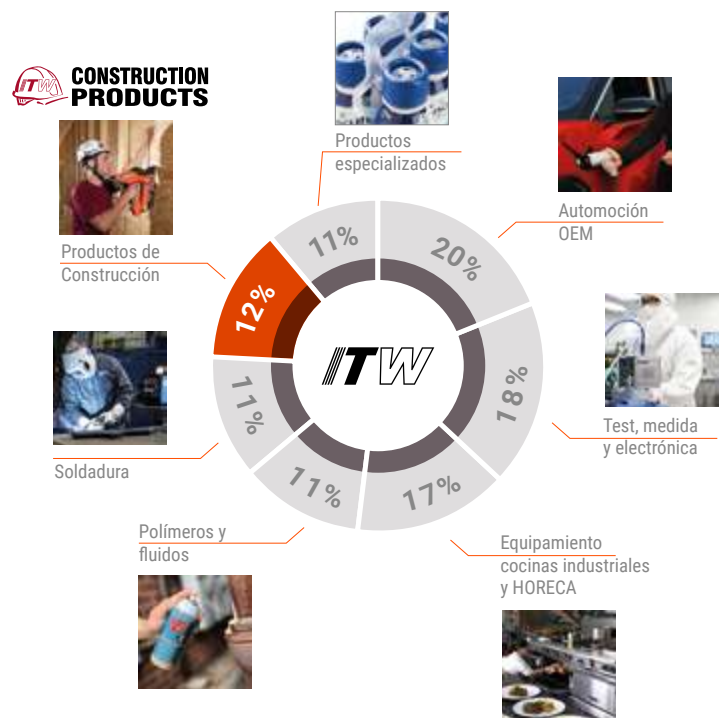 ITW
CONSTRUCTION
PRODUCTS
Productos
especializados
Automoción
OEM
Productos de
Construcción
11%
20%
12%
18%
ITW
11%
11%
17%
Test, medida
y electrónica
Soldadura
Polímeros y
fluidos
Equipamiento
cocinas industriales
y HORECA